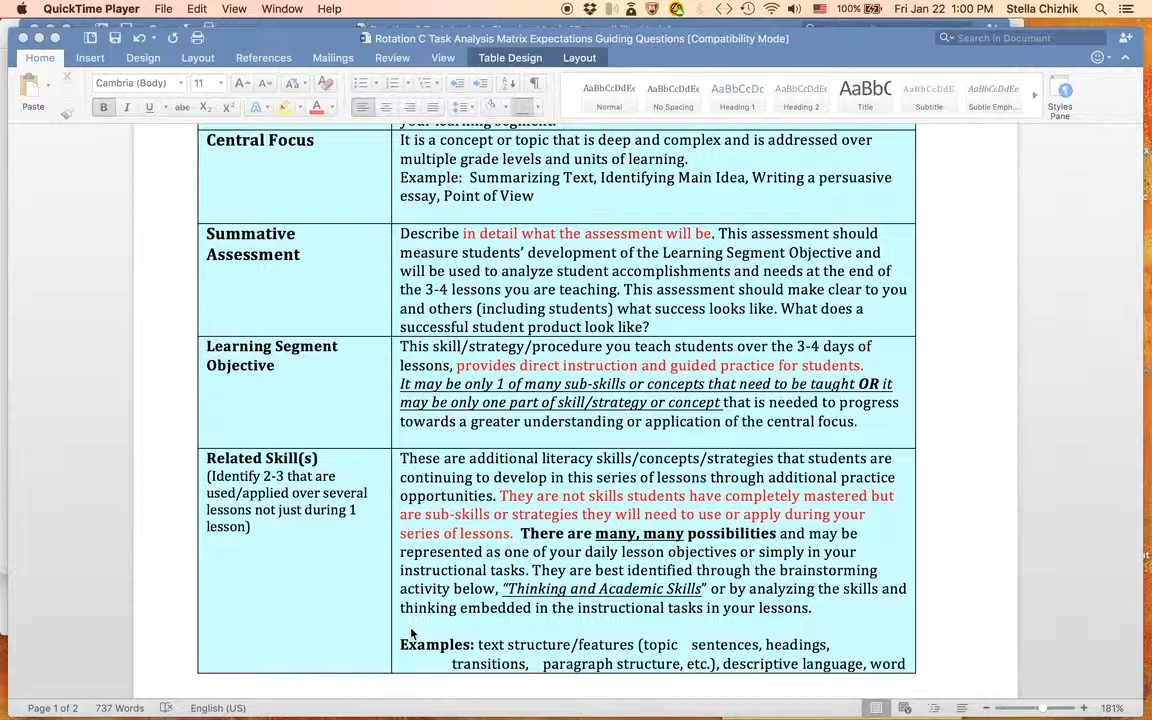 QuickTime Player File Edit View Window Help 100% Fri Jan 22 1:00 PM Stella Chizhik
Rotation C Task Analysis Matrix Expectations Guiding Questions [Compatibility Mode]
Search in Document
Home Insert Design Layout References Mailings Review View Table Design Layout
Paste
Cambria (Body) 11
B I U abc X₂ X² A A
AaBbCcDdEe Normal
AaBbCcDdEe No Spacing
AaBbCcDc Heading 1
AaBbCcDdEe Heading 2
AaBbC Title
AaBbCcDdEe Subtitle
AaBbCcDdEe Subtle Emph...
Styles
Pane
your learning segment.
Central Focus
It is a concept or topic that is deep and complex and is addressed over
multiple grade levels and units of learning.
Example: Summarizing Text, Identifying Main Idea, Writing a persuasive
essay, Point of View
Summative
Assessment
Describe in detail what the assessment will be. This assessment should
measure students’ development of the Learning Segment Objective and
will be used to analyze student accomplishments and needs at the end of
the 3-4 lessons you are teaching. This assessment should make clear to you
and others (including students) what success looks like. What does a
successful student product look like?
Learning Segment
Objective
This skill/strategy/procedure you teach students over the 3-4 days of
lessons, provides direct instruction and guided practice for students.
It may be only 1 of many sub-skills or concepts that need to be taught OR it
may be only one part of skill/strategy or concept that is needed to progress
towards a greater understanding or application of the central focus.
Related Skill(s)
(Identify 2-3 that are
used/applied over several
lessons not just during 1
lesson)
These are additional literacy skills/concepts/strategies that students are
continuing to develop in this series of lessons through additional practice
opportunities. They are not skills students have completely mastered but
are sub-skills or strategies they will need to use or apply during your
series of lessons. There are many, many possibilities and may be
represented as one of your daily lesson objectives or simply in your
instructional tasks. They are best identified through the brainstorming
activity below, “Thinking and Academic Skills” or by analyzing the skills and
thinking embedded in the instructional tasks in your lessons.
Examples: text structure/features (topic sentences, headings,
transitions, paragraph structure, etc.), descriptive language, word
Page 1 of 2 737 Words English (US) 181%